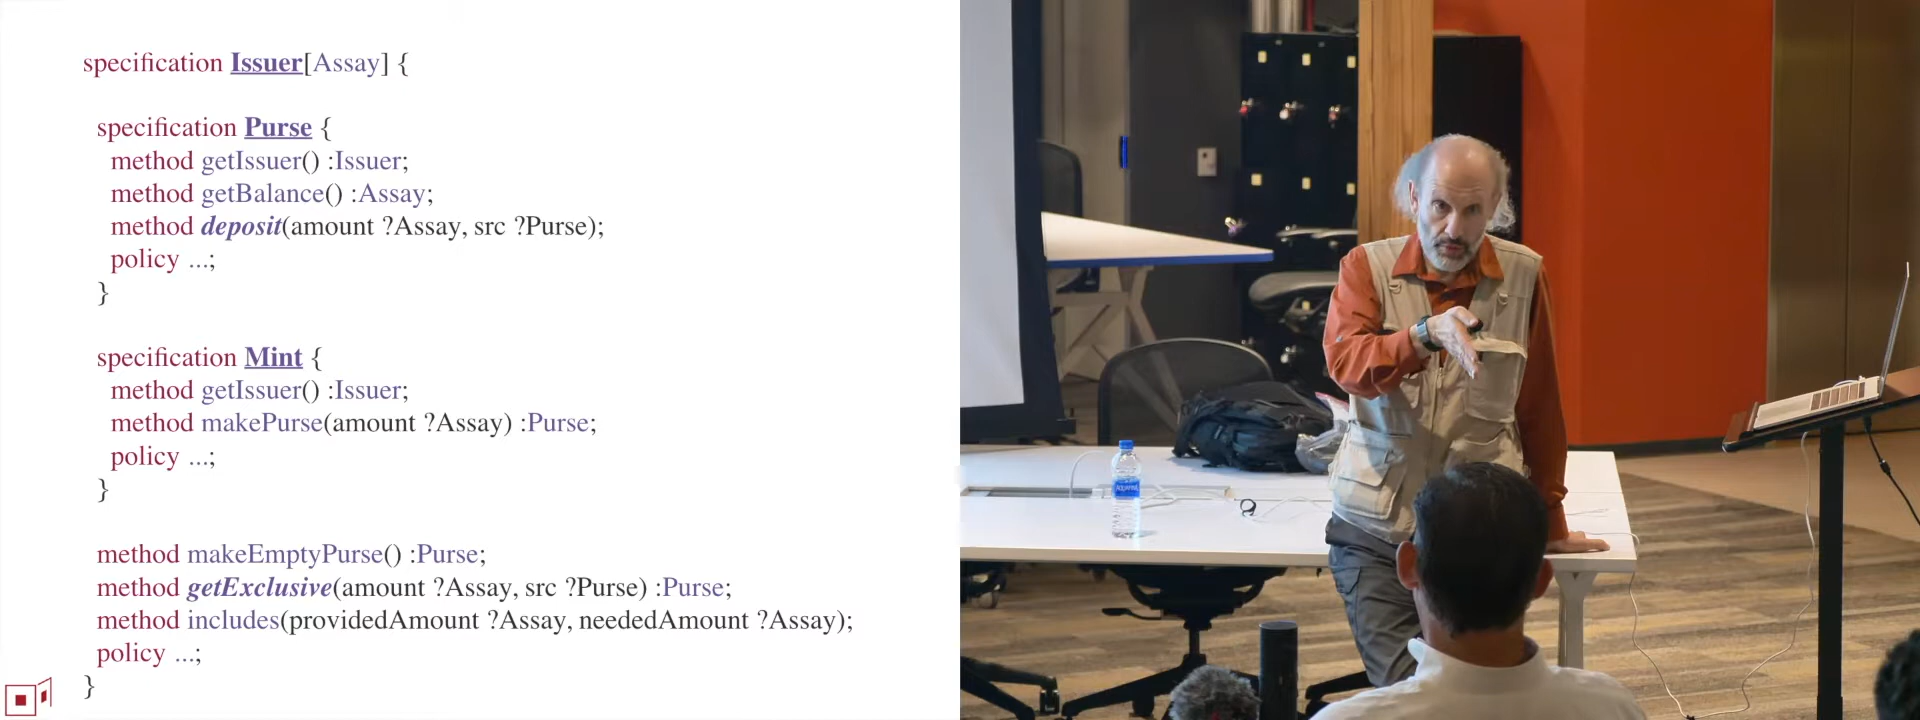 specification Issuer[Assay] {
specification Purse {
method getIssuer() :Issuer;
method getBalance() :Assay;
method deposit(amount ?Assay, src ?Purse);
policy ...;
}
specification Mint {
method getIssuer() :Issuer;
method makePurse(amount ?Assay) :Purse;
policy ...;
}
method makeEmptyPurse() :Purse;
method getExclusive(amount ?Assay, src ?Purse) :Purse;
method includes(providedAmount ?Assay, neededAmount ?Assay);
policy ...;
}